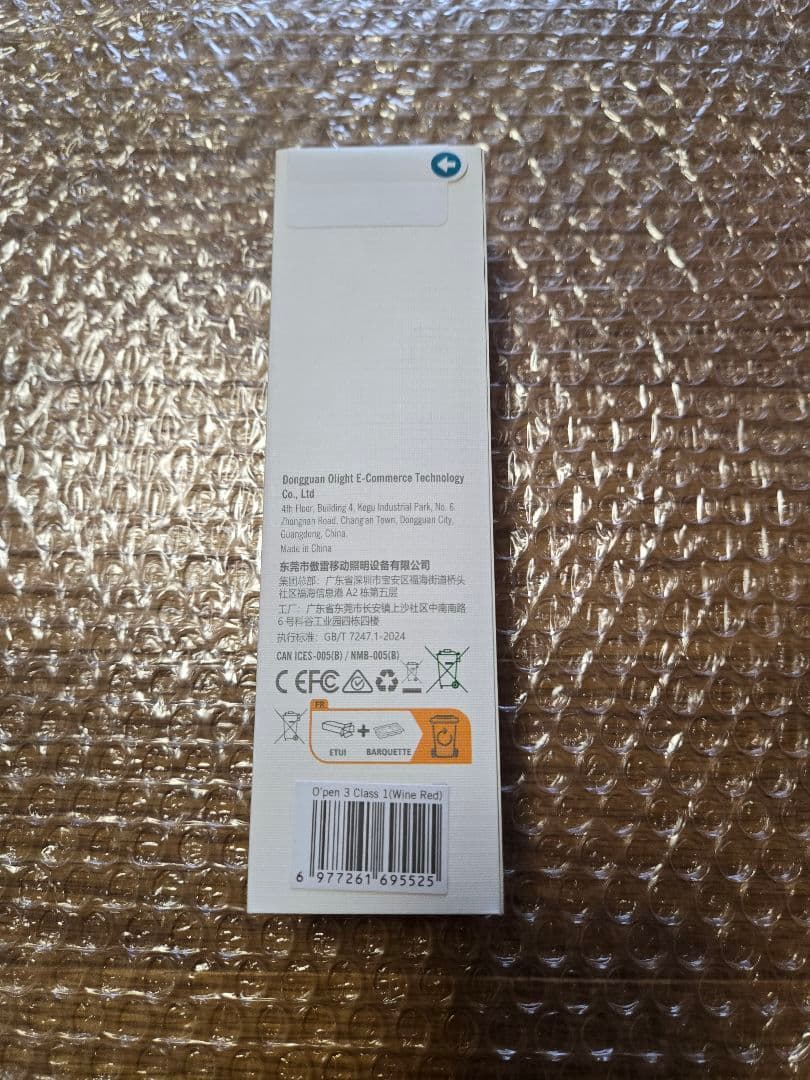 Dongguan Olight E-Commerce Technology
Co., Ltd
4th Floor, Building 4, Kegu Industrial Park, No. 6
Zhongnan Road, Chang'an Town, Dongguan City,
Guangdong, China.
Made in China
东莞市傲雷移动照明设备有限公司
集团总部：广东省深圳市宝安区福海街道桥头
社区福海信息港 A2 栋第五层
工厂：广东省东莞市长安镇上沙社区中南南路
6 号科谷工业园四栋四楼
执行标准：GB/T 7247.1-2024
CAN ICES-005(B) / NMB-005(B)
CE FC
FR
ETUI + BARQUETTE
O'pen 3 Class 1(Wine Red)
6 977261 695525